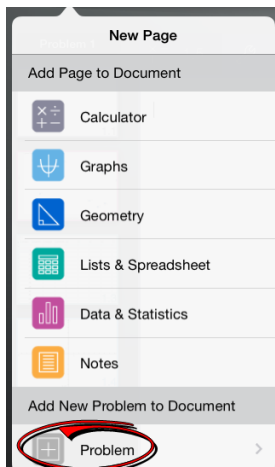 New Page
Add Page to Document
Calculator
Graphs
Geometry
Lists & Spreadsheet
Data & Statistics
Notes
Add New Problem to Document
Problem